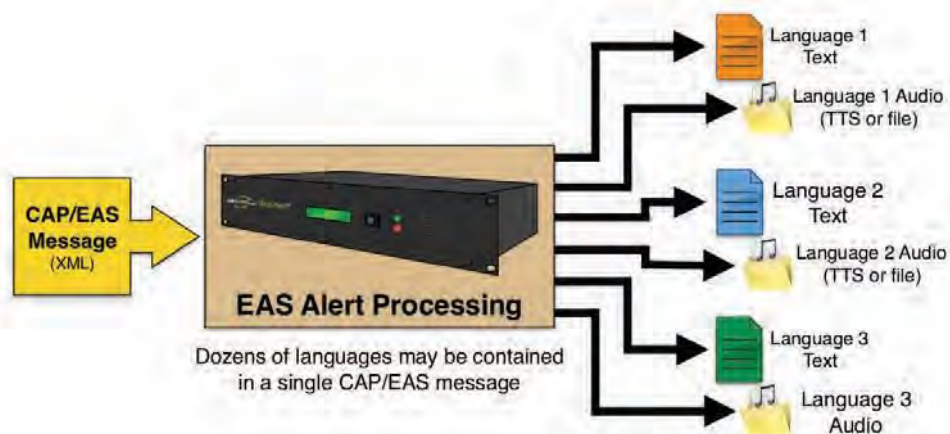 CAP/EAS
Message
(XML)
EAS Alert Processing
Dozens of languages may be contained
in a single CAP/EAS message
Language 1
Text
Language 1 Audio
(TTS or file)
Language 2
Text
Language 2 Audio
(TTS or file)
Language 3
Text
Language 3
Audio